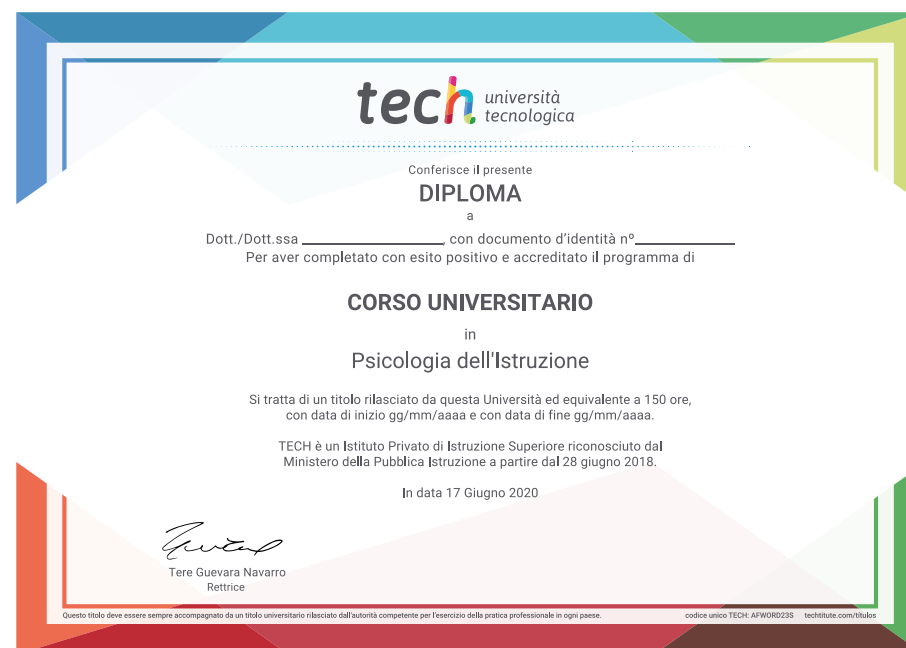 tech università
tecnologica
Conferisce il presente
DIPLOMA
a
Dott./Dott.ssa ____________________, con documento d'identità nº______________
Per aver completato con esito positivo e accreditato il programma di
CORSO UNIVERSITARIO
in
Psicologia dell'Istruzione
Si tratta di un titolo rilasciato da questa Università ed equivalente a 150 ore,
con data di inizio gg/mm/aaaa e con data di fine gg/mm/aaaa.
TECH è un Istituto Privato di Istruzione Superiore riconosciuto dal
Ministero della Pubblica Istruzione a partire dal 28 giugno 2018.
In data 17 Giugno 2020
Tere Guevara Navarro
Rettrice
Questo titolo deve essere sempre accompagnato da un titolo universitario rilasciato dall'autorità competente per l'esercizio della pratica professionale in ogni paese. codice unico TECH: AFWORD23S techtitute.com/titulos